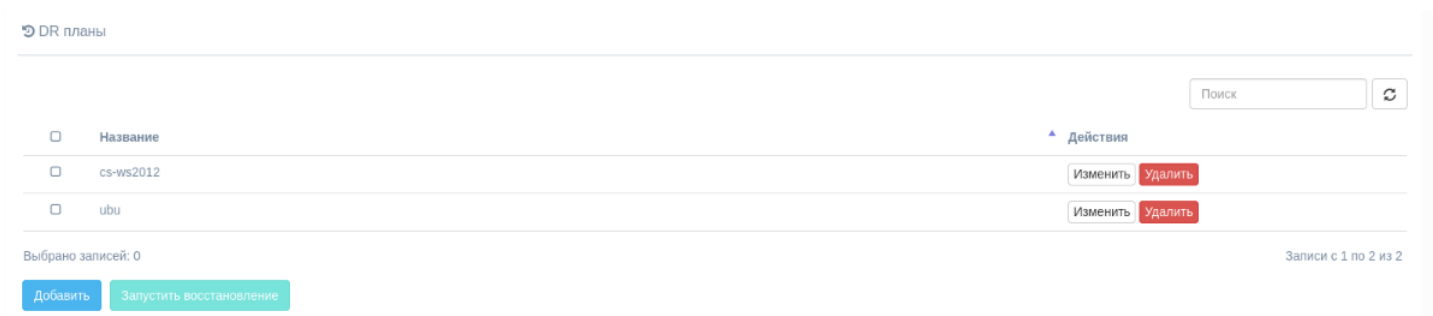 DR планы
Поиск
Название Действия
cs-ws2012 Изменить Удалить
ubu Изменить Удалить
Выбрано записей: 0 Записи с 1 по 2 из 2
Добавить Запустить восстановление